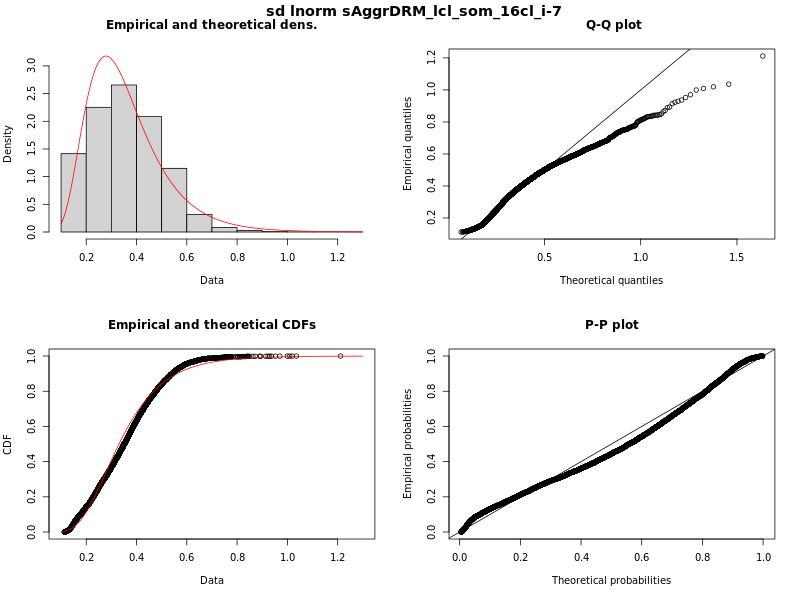 sd lnorm sAggrDRM_lcl_som_16cl_i-7
Empirical and theoretical dens.
Density
0.0 0.5 1.0 1.5 2.0 2.5 3.0
0.2 0.4 0.6 0.8 1.0 1.2
Data
Q-Q plot
Empirical quantiles
0.2 0.4 0.6 0.8 1.0 1.2
0.5 1.0 1.5
Theoretical quantiles
Empirical and theoretical CDFs
CDF
0.0 0.2 0.4 0.6 0.8 1.0
0.2 0.4 0.6 0.8 1.0 1.2
Data
P-P plot
Empirical probabilities
0.0 0.2 0.4 0.6 0.8 1.0
0.0 0.2 0.4 0.6 0.8 1.0
Theoretical probabilities